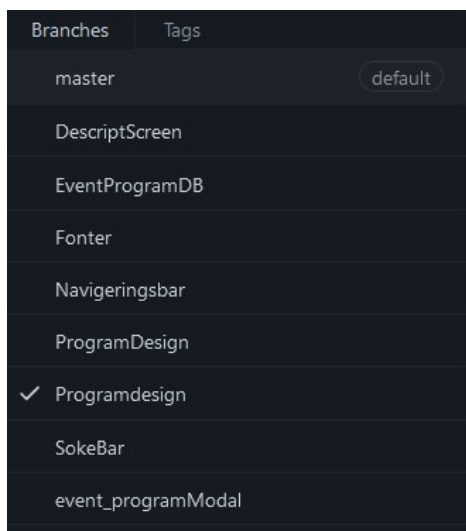 Branches Tags
master default
DescriptScreen
EventProgramDB
Fonter
Navigeringsbar
ProgramDesign
Programdesign
SokeBar
event_programModal